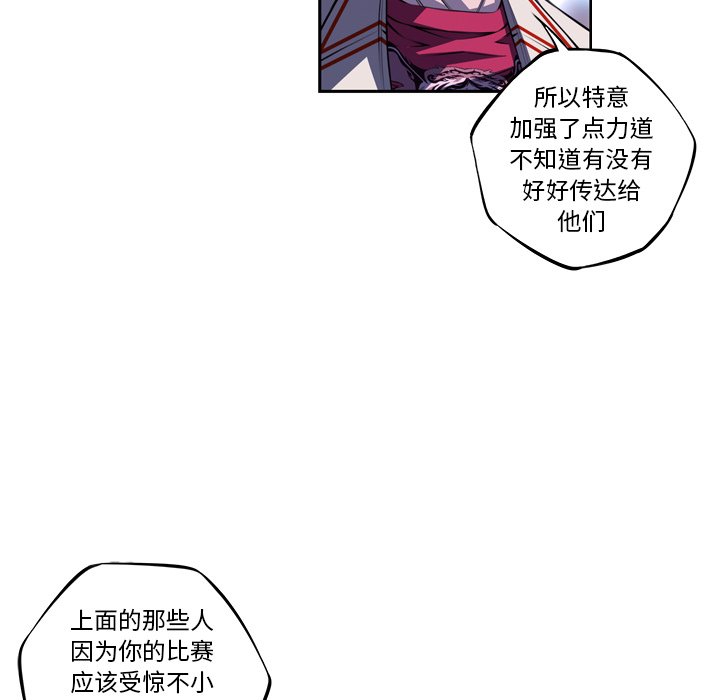 所以特意
加强了点力道
不知道有没有
好好传达给
他们
上面的那些人
因为你的比赛
应该受惊不小